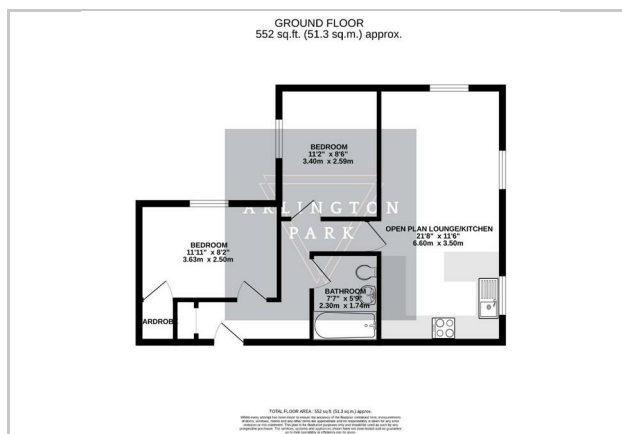 GROUND FLOOR
552 sq.ft. (51.3 sq.m.) approx.
BEDROOM
11'2" x 8'6"
3.40m x 2.59m
ARLINGTON
PARK
OPEN PLAN LOUNGE/KITCHEN
21'8" x 11'6"
6.60m x 3.50m
BEDROOM
11'11" x 8'2"
3.63m x 2.50m
BATHROOM
7'7" x 5'9"
2.30m x 1.74m
ARDROB
TOTAL FLOOR AREA: 552 sq.ft. (51.3 sq.m.) approx.